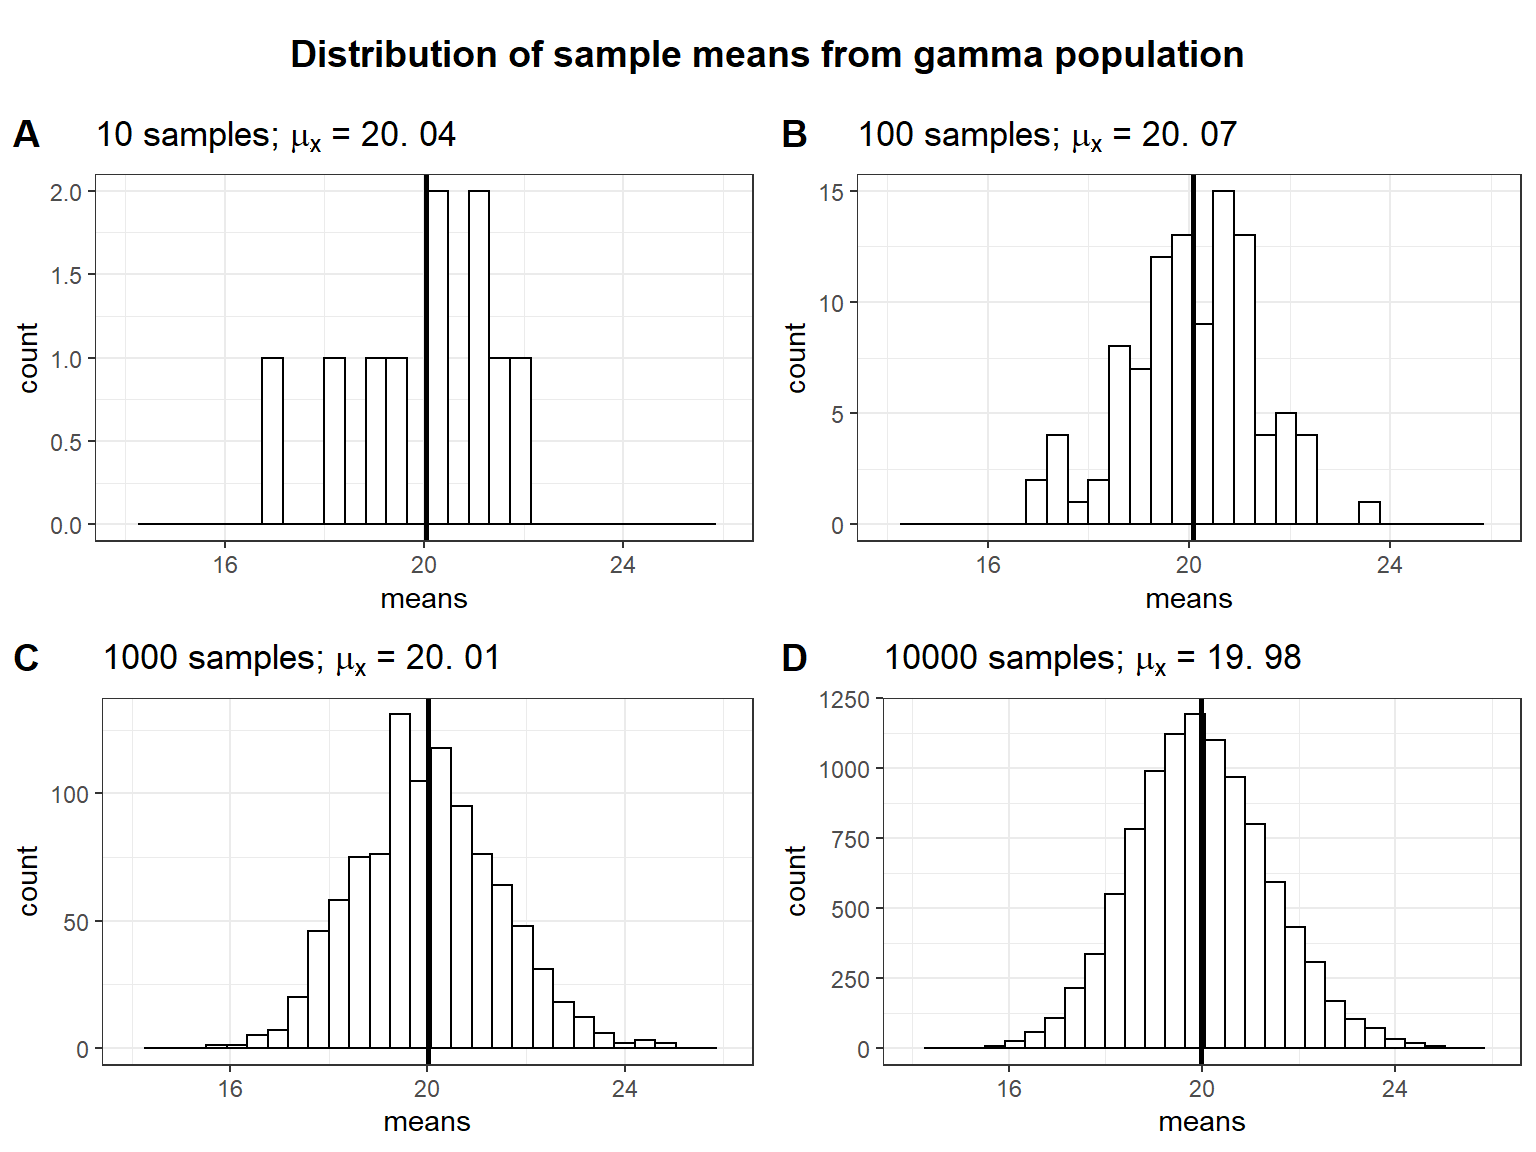 Distribution of sample means from gamma population
A 10 samples; μx = 20. 04
2.0
1.5
1.0
0.5
0.0
count
16 20 24
means
B 100 samples; μx = 20. 07
15
10
5
0
count
16 20 24
means
C 1000 samples; μx = 20. 01
100
50
0
count
16 20 24
means
D 10000 samples; μx = 19. 98
1250
1000
750
500
250
0
count
16 20 24
means